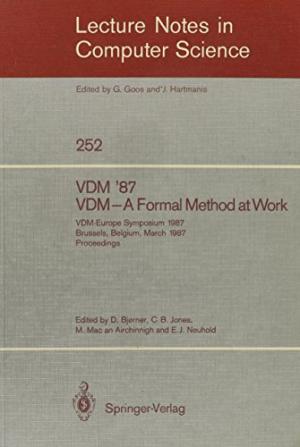 Lecture Notes in
Computer Science
Edited by G. Goos and J. Hartmanis
252
VDM '87
VDM – A Formal Method at Work
VDM-Europe Symposium 1987
Brussels, Belgium, March 1987
Proceedings
Edited by D. Bjørner, C. B. Jones,
M. Mac an Airchinnigh and E. J. Neuhold
Springer-Verlag